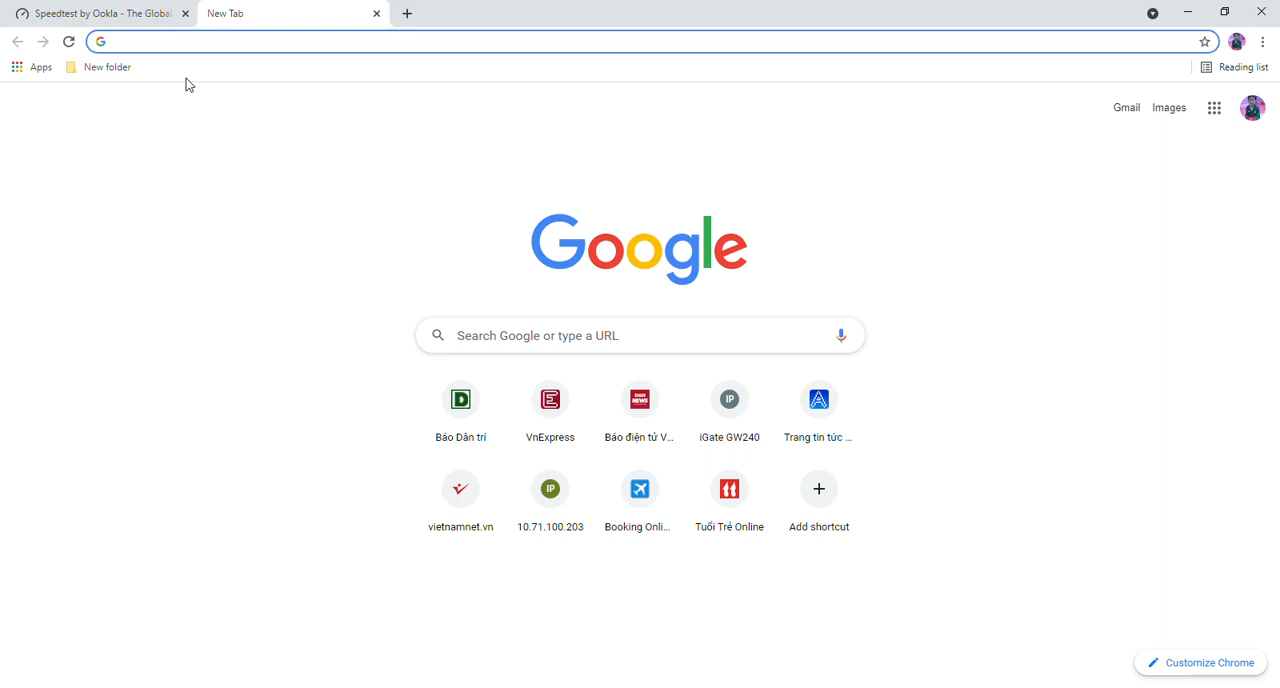 Speedtest by Ookla - The Global
New Tab
Apps
New folder
Reading list
Gmail
Images
Google
Search Google or type a URL
Báo Dân trí
VnExpress
Báo điện tử V...
iGate GW240
Trang tin tức ...
vietnamnet.vn
10.71.100.203
Booking Onli...
Tuổi Trẻ Online
Add shortcut
Customize Chrome